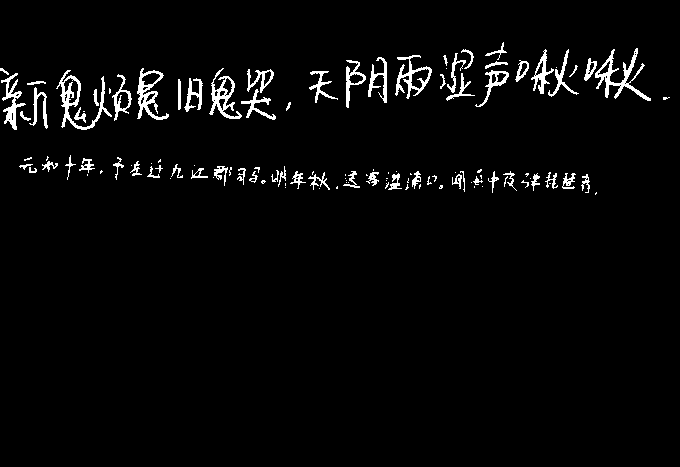 新鬼烦冤旧鬼哭，天阴雨湿声啾啾.
元和十年，予左迁九江郡司马。明年秋，送客湓浦口。闻舟中夜弹琵琶者，